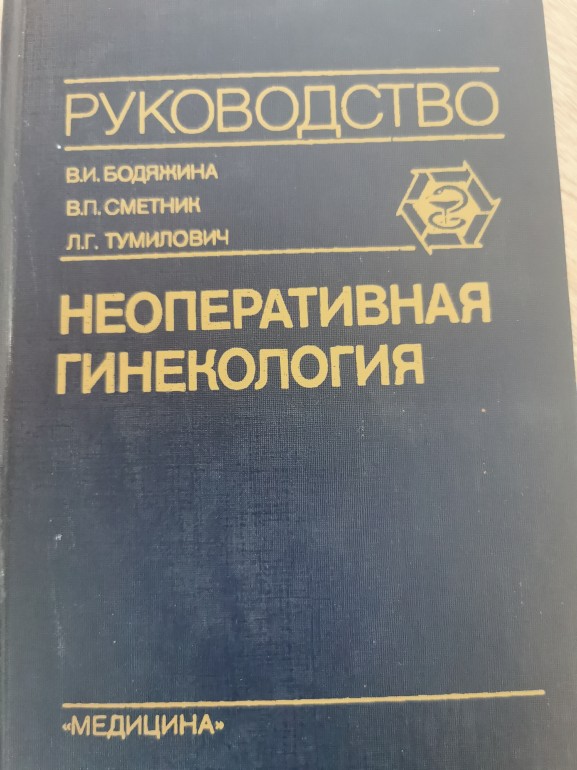 РУКОВОДСТВО
В.И. БОДЯЖИНА
В.П. СМЕТНИК
Л.Г. ТУМИЛОВИЧ
НЕОПЕРАТИВНАЯ
ГИНЕКОЛОГИЯ
«МЕДИЦИНА»